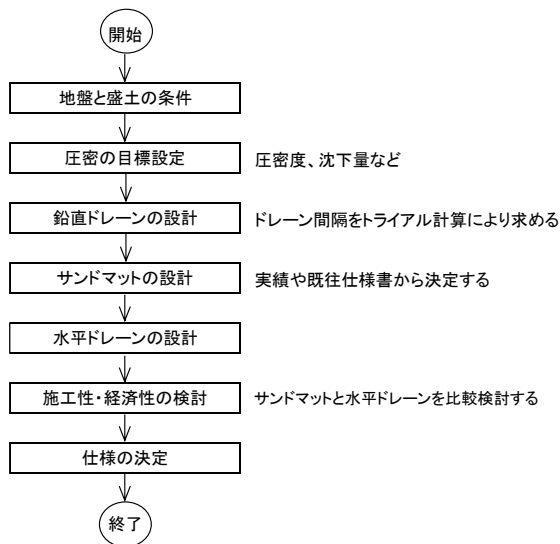 開始
地盤と盛土の条件
圧密の目標設定
圧密度、沈下量など
鉛直ドレーンの設計
ドレーン間隔をトライアル計算により求める
サンドマットの設計
実績や既往仕様書から決定する
水平ドレーンの設計
施工性・経済性の検討
サンドマットと水平ドレーンを比較検討する
仕様の決定
終了